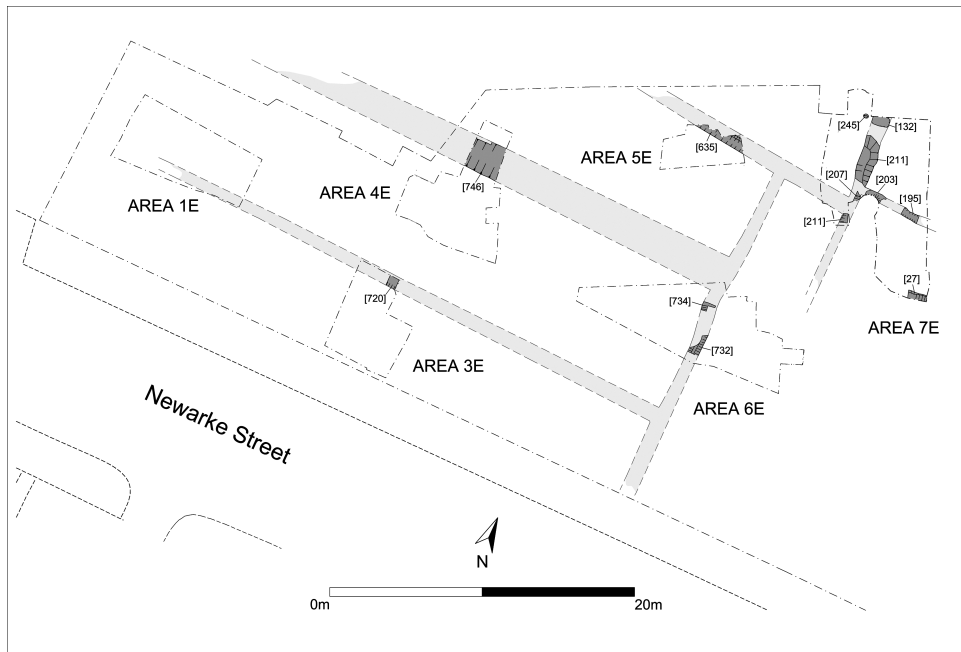 [245]
[132]
[635]
AREA 5E
[211]
[746]
AREA 4E
[207]
[203]
AREA 1E
[195]
[211]
[27]
[720]
[734]
AREA 7E
[732]
AREA 3E
Newarke Street
AREA 6E
N
0m
20m